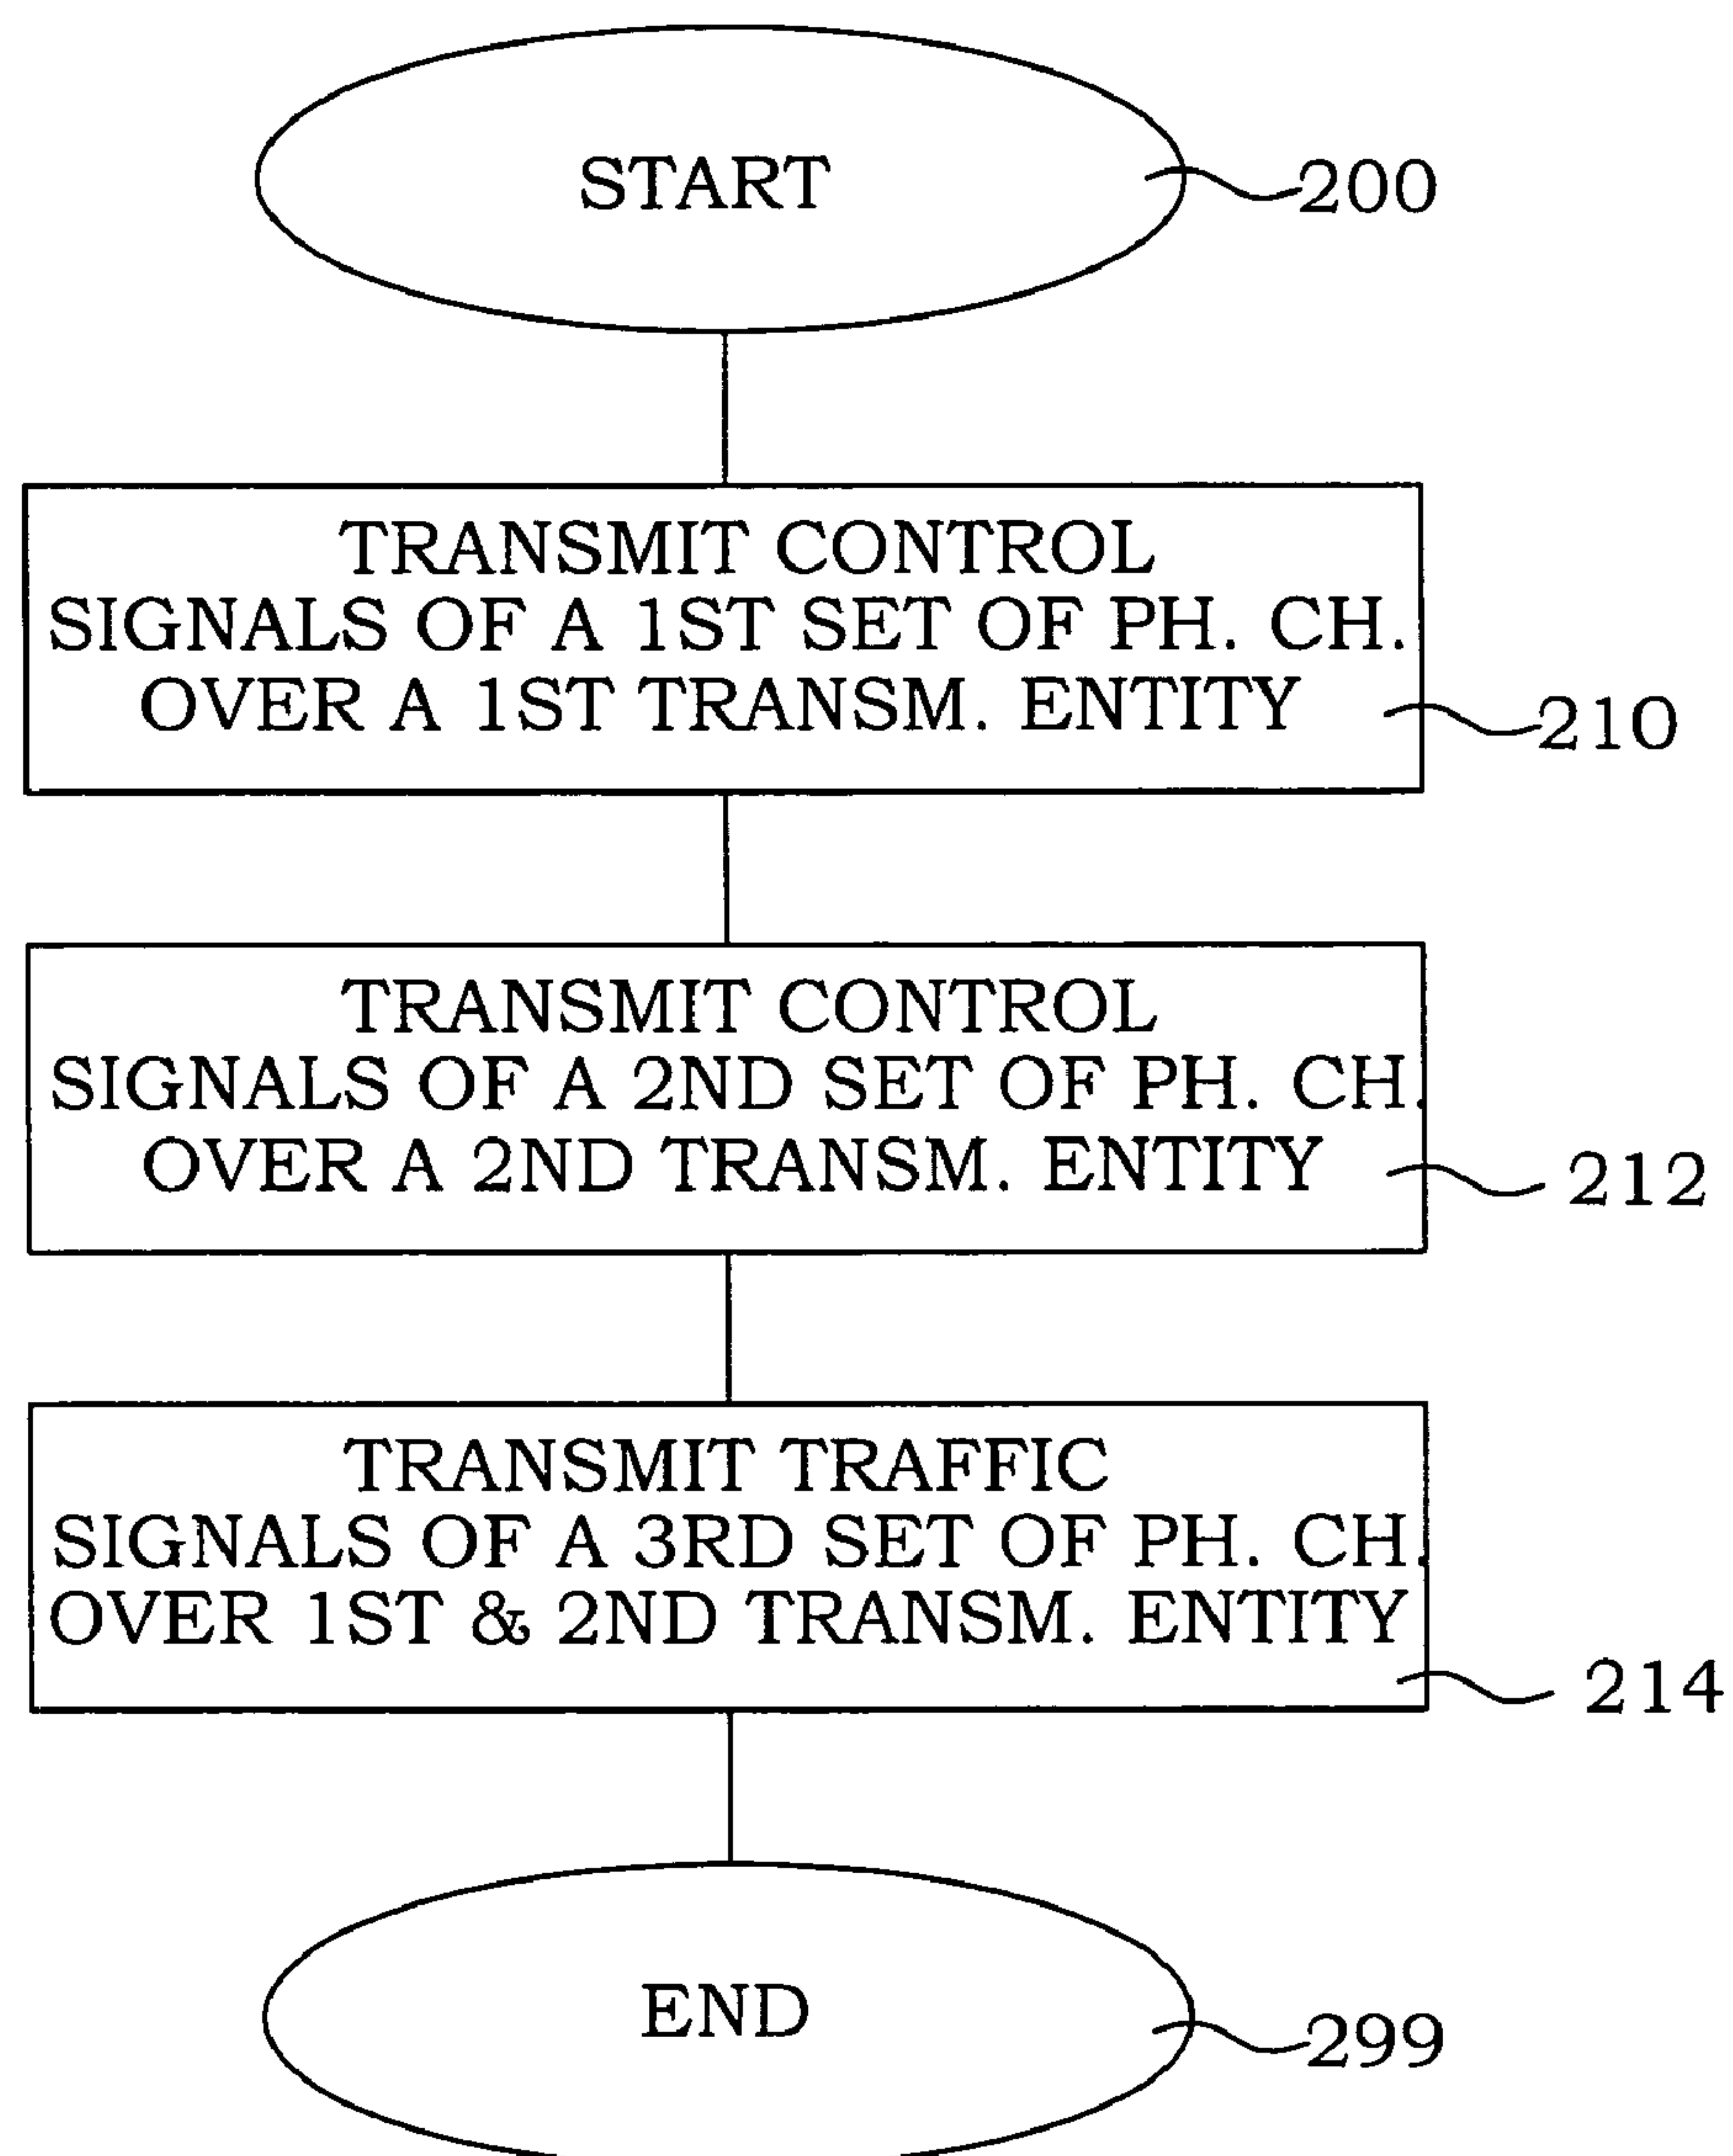 START
200
TRANSMIT CONTROL
SIGNALS OF A 1ST SET OF PH. CH.
OVER A 1ST TRANSM. ENTITY
210
TRANSMIT CONTROL
SIGNALS OF A 2ND SET OF PH. CH.
OVER A 2ND TRANSM. ENTITY
212
TRANSMIT TRAFFIC
SIGNALS OF A 3RD SET OF PH. CH.
OVER 1ST & 2ND TRANSM. ENTITY
214
END
299